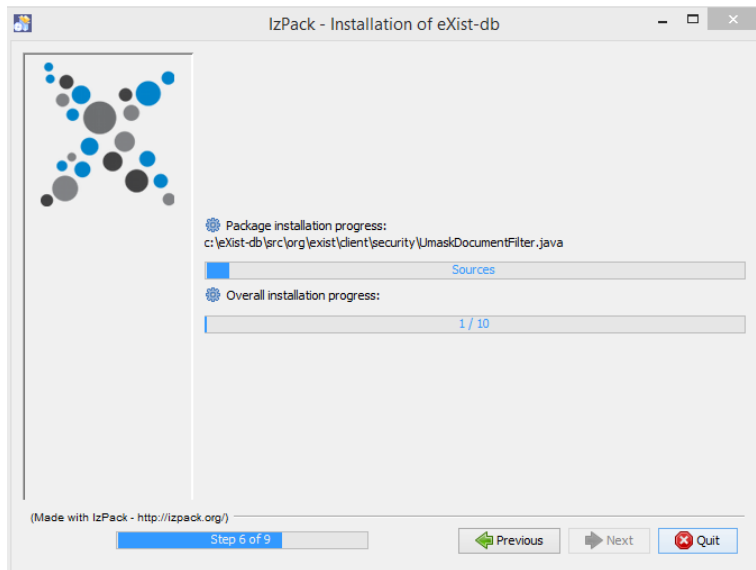 IzPack - Installation of eXist-db
Package installation progress:
c:\eXist-db\src\org\exist\client\security\UmaskDocumentFilter.java
Sources
Overall installation progress:
1 / 10
(Made with IzPack - http://izpack.org/)
Step 6 of 9
Previous
Next
Quit